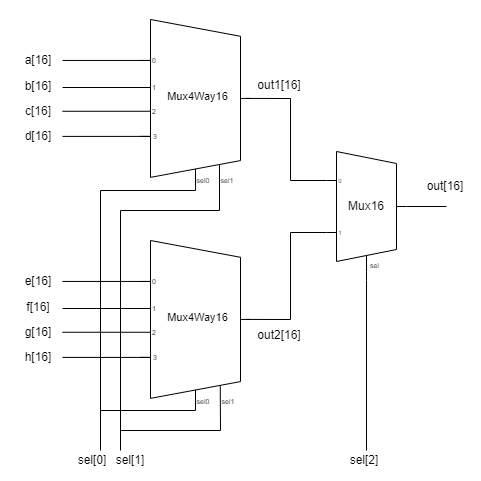 a[16]
0
b[16]
1
Mux4Way16
out1[16]
c[16]
2
d[16]
3
sel0
sel1
0
Mux16
out[16]
1
sel
e[16]
0
f[16]
1
Mux4Way16
g[16]
2
out2[16]
h[16]
3
sel0
sel1
sel[0]
sel[1]
sel[2]